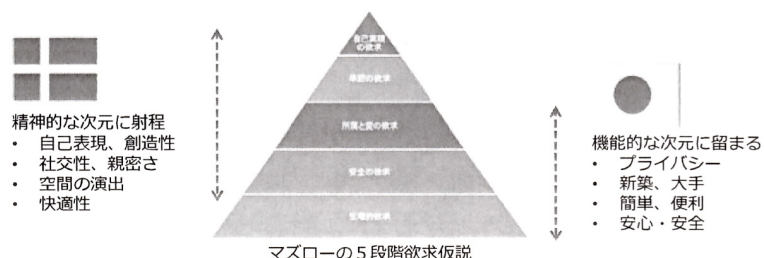 自己実現
の欲求
承認の欲求
所属と愛の欲求
安全の欲求
生理的欲求
精神的な次元に射程
・ 自己表現、創造性
・ 社交性、親密さ
・ 空間の演出
・ 快適性
機能的な次元に留まる
・ プライバシー
・ 新築、大手
・ 簡単、便利
・ 安心・安全
マズローの５段階欲求仮説